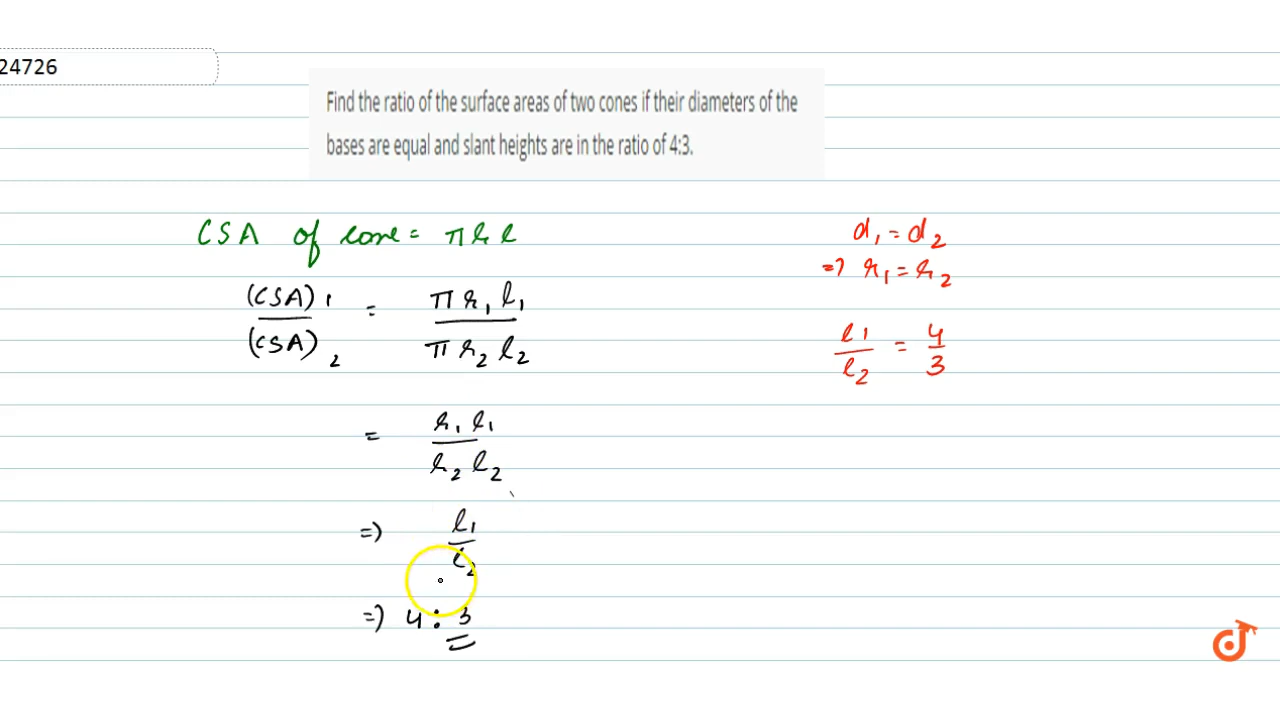 24726
Find the ratio of the surface areas of two cones if their diameters of the
bases are equal and slant heights are in the ratio of 4:3.
CSA of cone = πrl
d₁ = d₂
=) r₁ = r₂
(CSA)₁ / (CSA)₂ = πr₁l₁ / πr₂l₂
l₁ / l₂ = 4 / 3
= r₁l₁ / r₂l₂
=) l₁ / l₂
=) 4 : 3